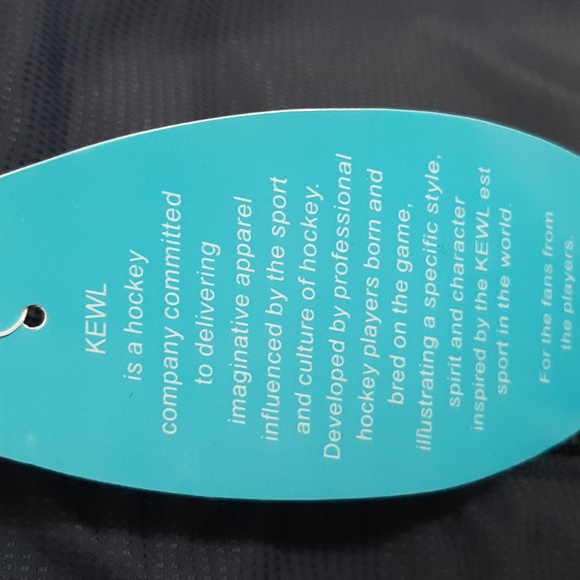 KEWL
is a hockey
company committed
to delivering
imaginative apparel
influenced by the sport
and culture of hockey.
Developed by professional
hockey players born and
bred on the game,
illustrating a specific style,
spirit and character
inspired by the KEWL est
sport in the world.
For the fans from
the players.